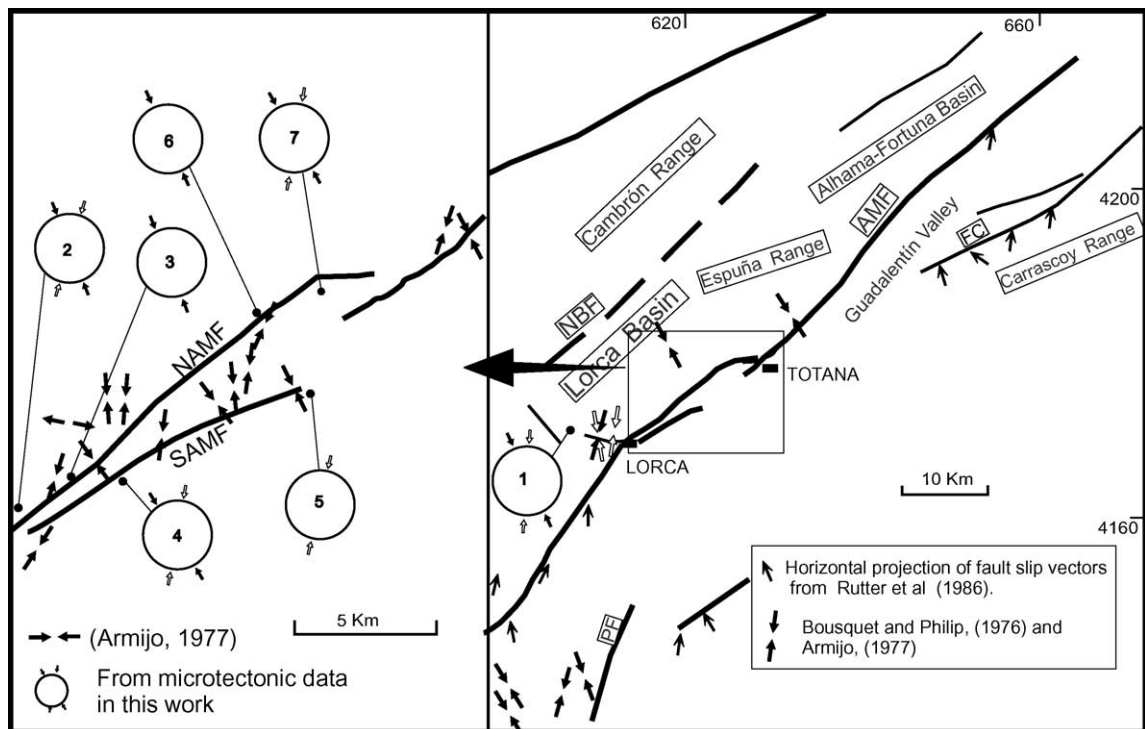 6
7
2
3
NAMF
SAMF
5
4
5 Km
(Armijo, 1977)
From microtectonic data
in this work
620
660
Alhama-Fortuna Basin
Cambrón Range
AMF
4200
Guadalentín Valley
FC
Espuña Range
Carrascoy Range
NBF
Lorca Basin
TOTANA
LORCA
1
10 Km
4160
PF
Horizontal projection of fault slip vectors
from Rutter et al (1986).
Bousquet and Philip, (1976) and
Armijo, (1977)